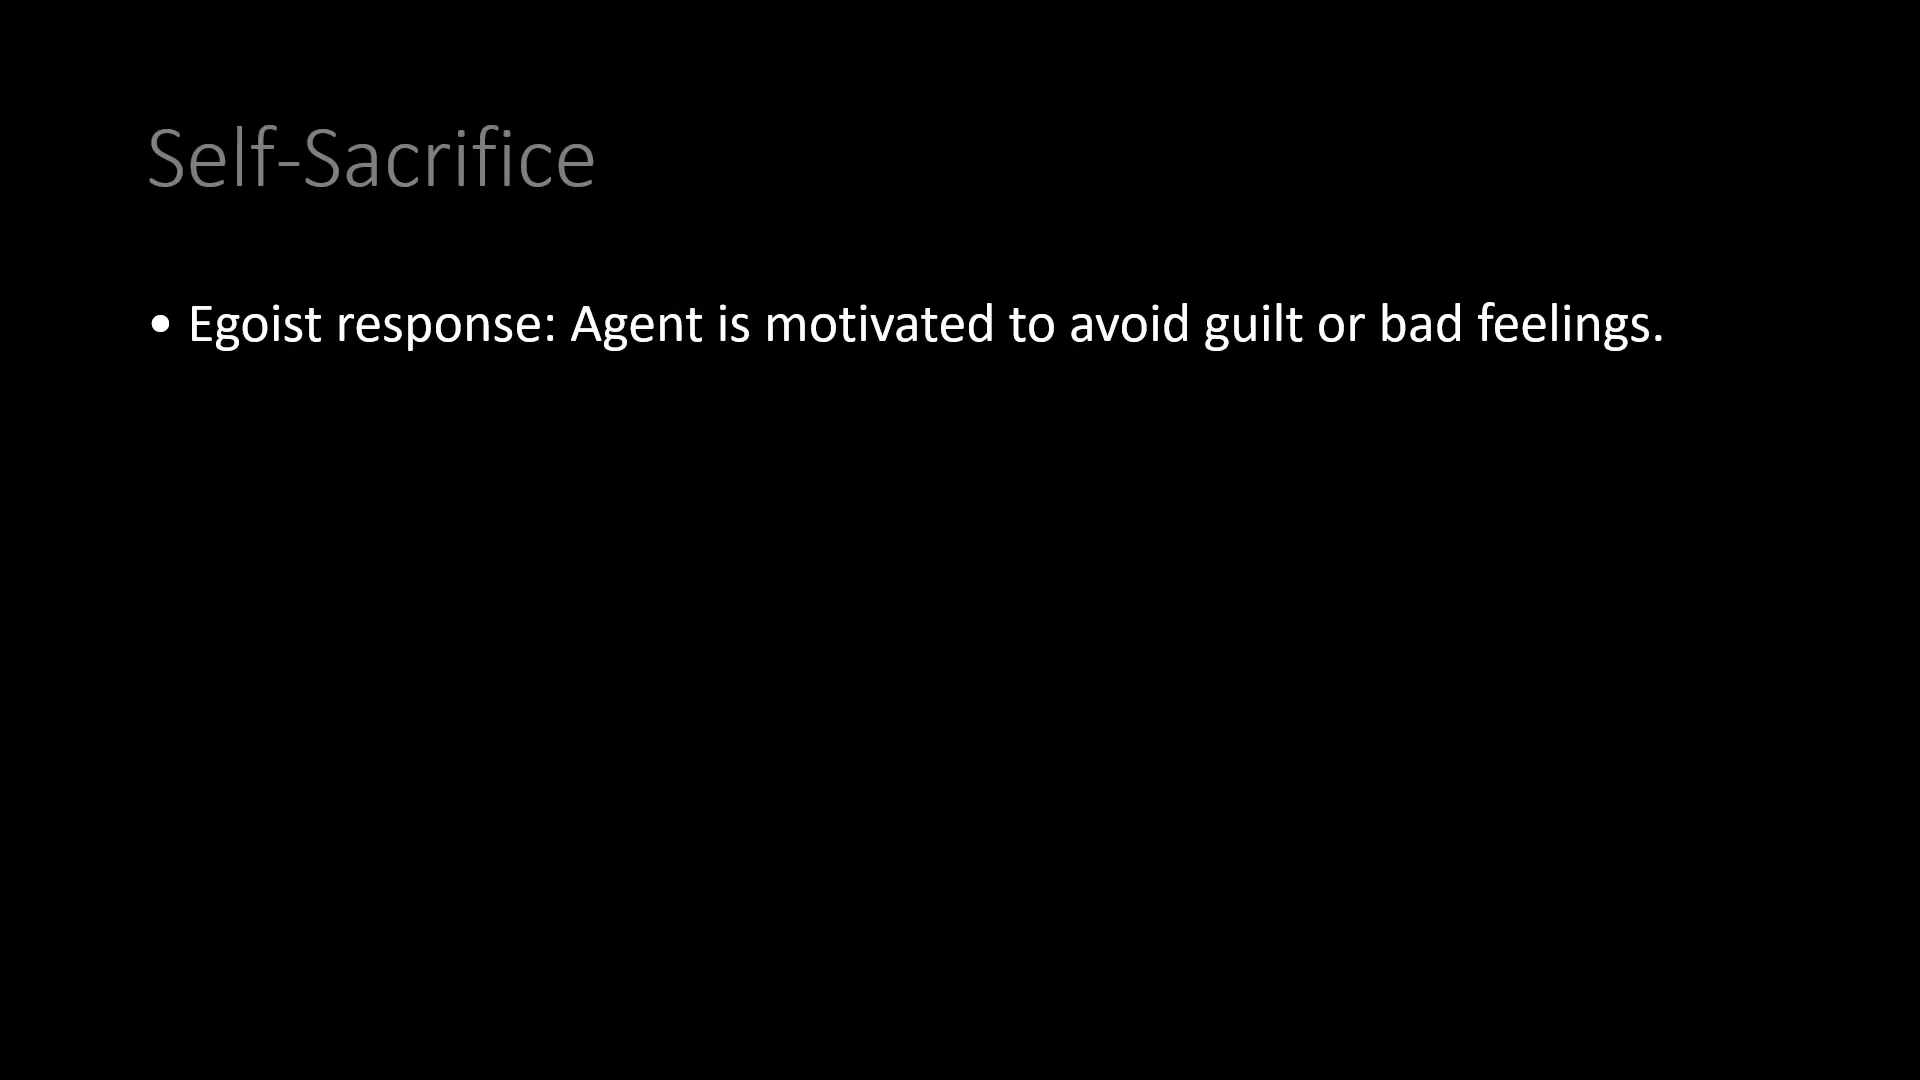 Self-Sacrifice
• Egoist response: Agent is motivated to avoid guilt or bad feelings.